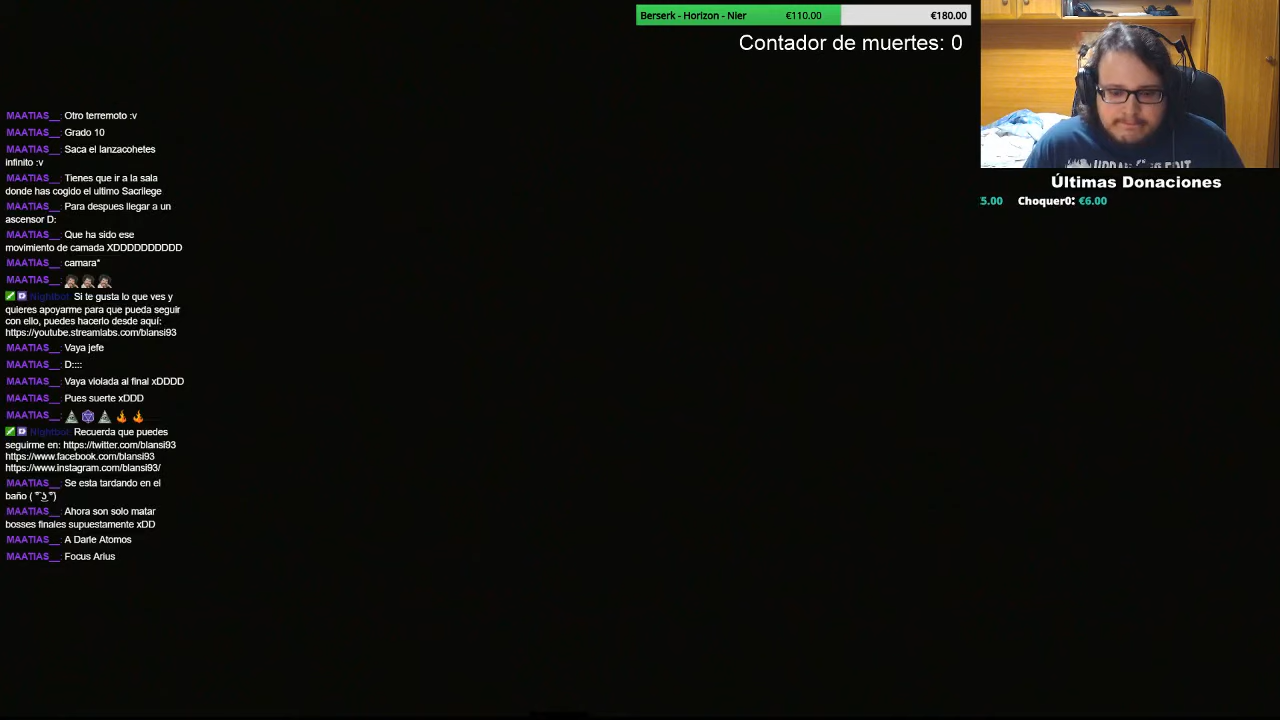 Berserk - Horizon - Nier €110.00 €180.00
Contador de muertes: 0
MAATIAS__: Otro terremoto :v
MAATIAS__: Grado 10
MAATIAS__: Saca el lanzacohetes
infinito :v
MAATIAS__: Tienes que ir a la sala
donde has cogido el ultimo Sacrilege
MAATIAS__: Para despues llegar a un
ascensor D:
MAATIAS__: Que ha sido ese
movimiento de camada XDDDDDDDDDD
MAATIAS__: camara*
MAATIAS__:
Nightbot: Si te gusta lo que ves y
quieres apoyarme para que pueda seguir
con ello, puedes hacerlo desde aquí:
https://youtube.streamlabs.com/blansi93
MAATIAS__: Vaya jefe
MAATIAS__: D::::
MAATIAS__: Vaya violada al final xDDDD
MAATIAS__: Pues suerte xDDD
MAATIAS__:
Nightbot: Recuerda que puedes
seguirme en: https://twitter.com/blansi93
https://www.facebook.com/blansi93
https://www.instagram.com/blansi93/
MAATIAS__: Se esta tardando en el
baño ( ͡° ͜ʖ ͡°)
MAATIAS__: Ahora son solo matar
bosses finales supuestamente xDD
MAATIAS__: A Darle Atomos
MAATIAS__: Focus Arius
Últimas Donaciones
5.00 Choquer0: €6.00